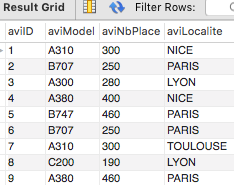 Result Grid Filter Rows:
aviID aviModel aviNbPlace aviLocalite
1 A310 300 NICE
2 B707 250 PARIS
3 A300 280 LYON
4 A380 400 NICE
5 B747 460 PARIS
6 B707 250 PARIS
7 A310 300 TOULOUSE
8 C200 190 LYON
9 A380 460 PARIS